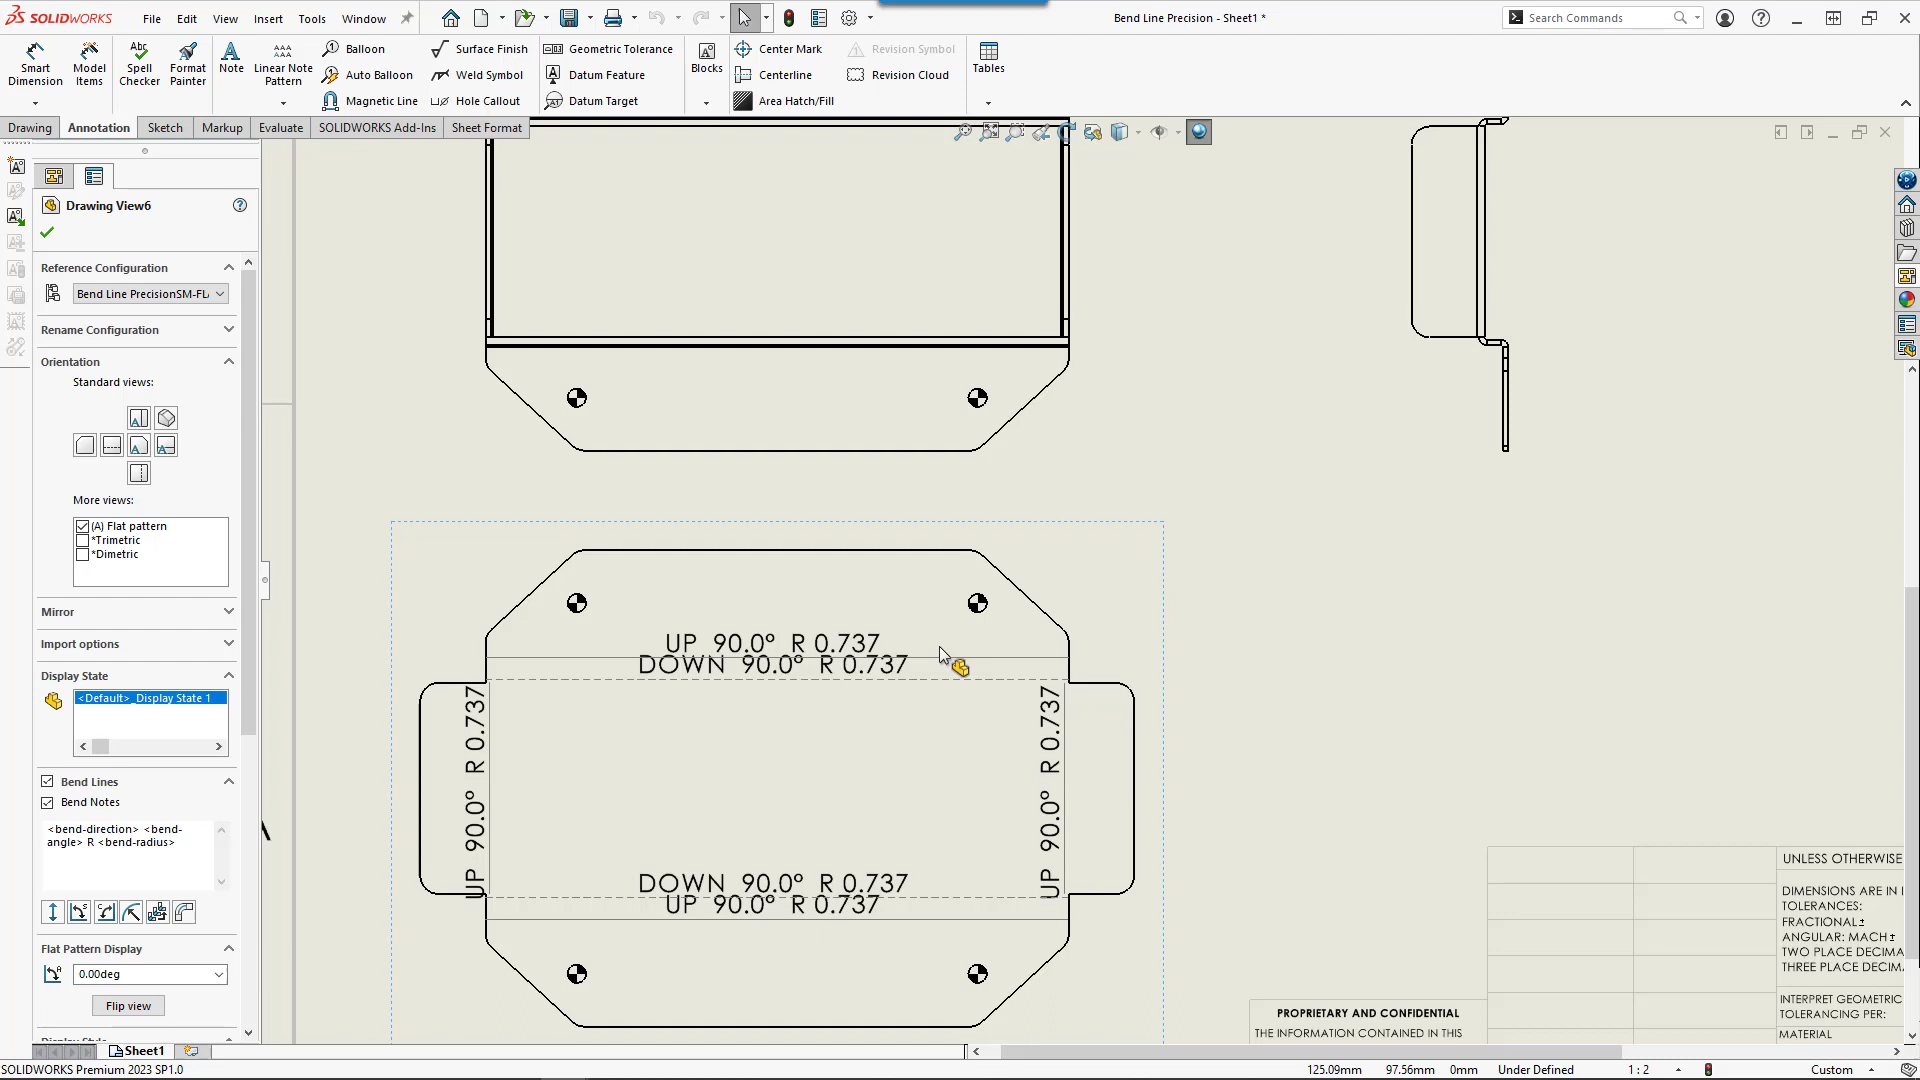 SOLIDWORKS File Edit View Insert Tools Window Bend Line Precision - Sheet1 * Search Commands
Smart Dimension
Model Items
Spell Checker
Format Painter
Note
Linear Note Pattern
Balloon
Auto Balloon
Magnetic Line
Surface Finish
Weld Symbol
Hole Callout
Geometric Tolerance
Datum Feature
Datum Target
Blocks
Center Mark
Centerline
Area Hatch/Fill
Revision Symbol
Revision Cloud
Tables
Drawing Annotation Sketch Markup Evaluate SOLIDWORKS Add-Ins Sheet Format
Drawing View6
Reference Configuration
Bend Line PrecisionSM-FL
Rename Configuration
Orientation
Standard views:
More views:
(A) Flat pattern
*Trimetric
*Dimetric
Mirror
Import options
Display State
<Default>_Display State 1
Bend Lines
Bend Notes
<bend-direction> <bend-
angle> R <bend-radius>
Flat Pattern Display
0.00deg
Flip view
UP 90.0° R 0.737
DOWN 90.0° R 0.737
UP 90.0° R 0.737
UP 90.0° R 0.737
DOWN 90.0° R 0.737
UP 90.0° R 0.737
UNLESS OTHERWISE
DIMENSIONS ARE IN I
TOLERANCES:
FRACTIONAL±
ANGULAR: MACH±
TWO PLACE DECIMA
THREE PLACE DECIMA
INTERPRET GEOMETRIC
TOLERANCING PER:
MATERIAL
PROPRIETARY AND CONFIDENTIAL
THE INFORMATION CONTAINED IN THIS
Sheet1
SOLIDWORKS Premium 2023 SP1.0 125.09mm 97.56mm 0mm Under Defined 1 : 2 Custom